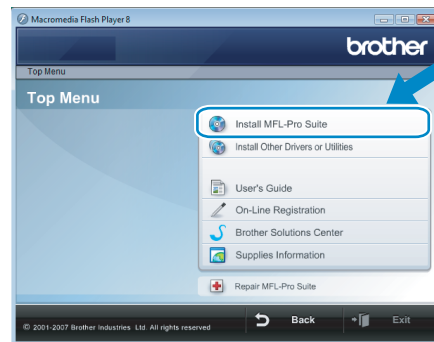 Macromedia Flash Player 8
brother
Top Menu
Top Menu
Install MFL-Pro Suite
Install Other Drivers or Utilities
User's Guide
On-Line Registration
Brother Solutions Center
Supplies Information
Repair MFL-Pro Suite
© 2001-2007 Brother Industries Ltd. All rights reserved
Back
Exit